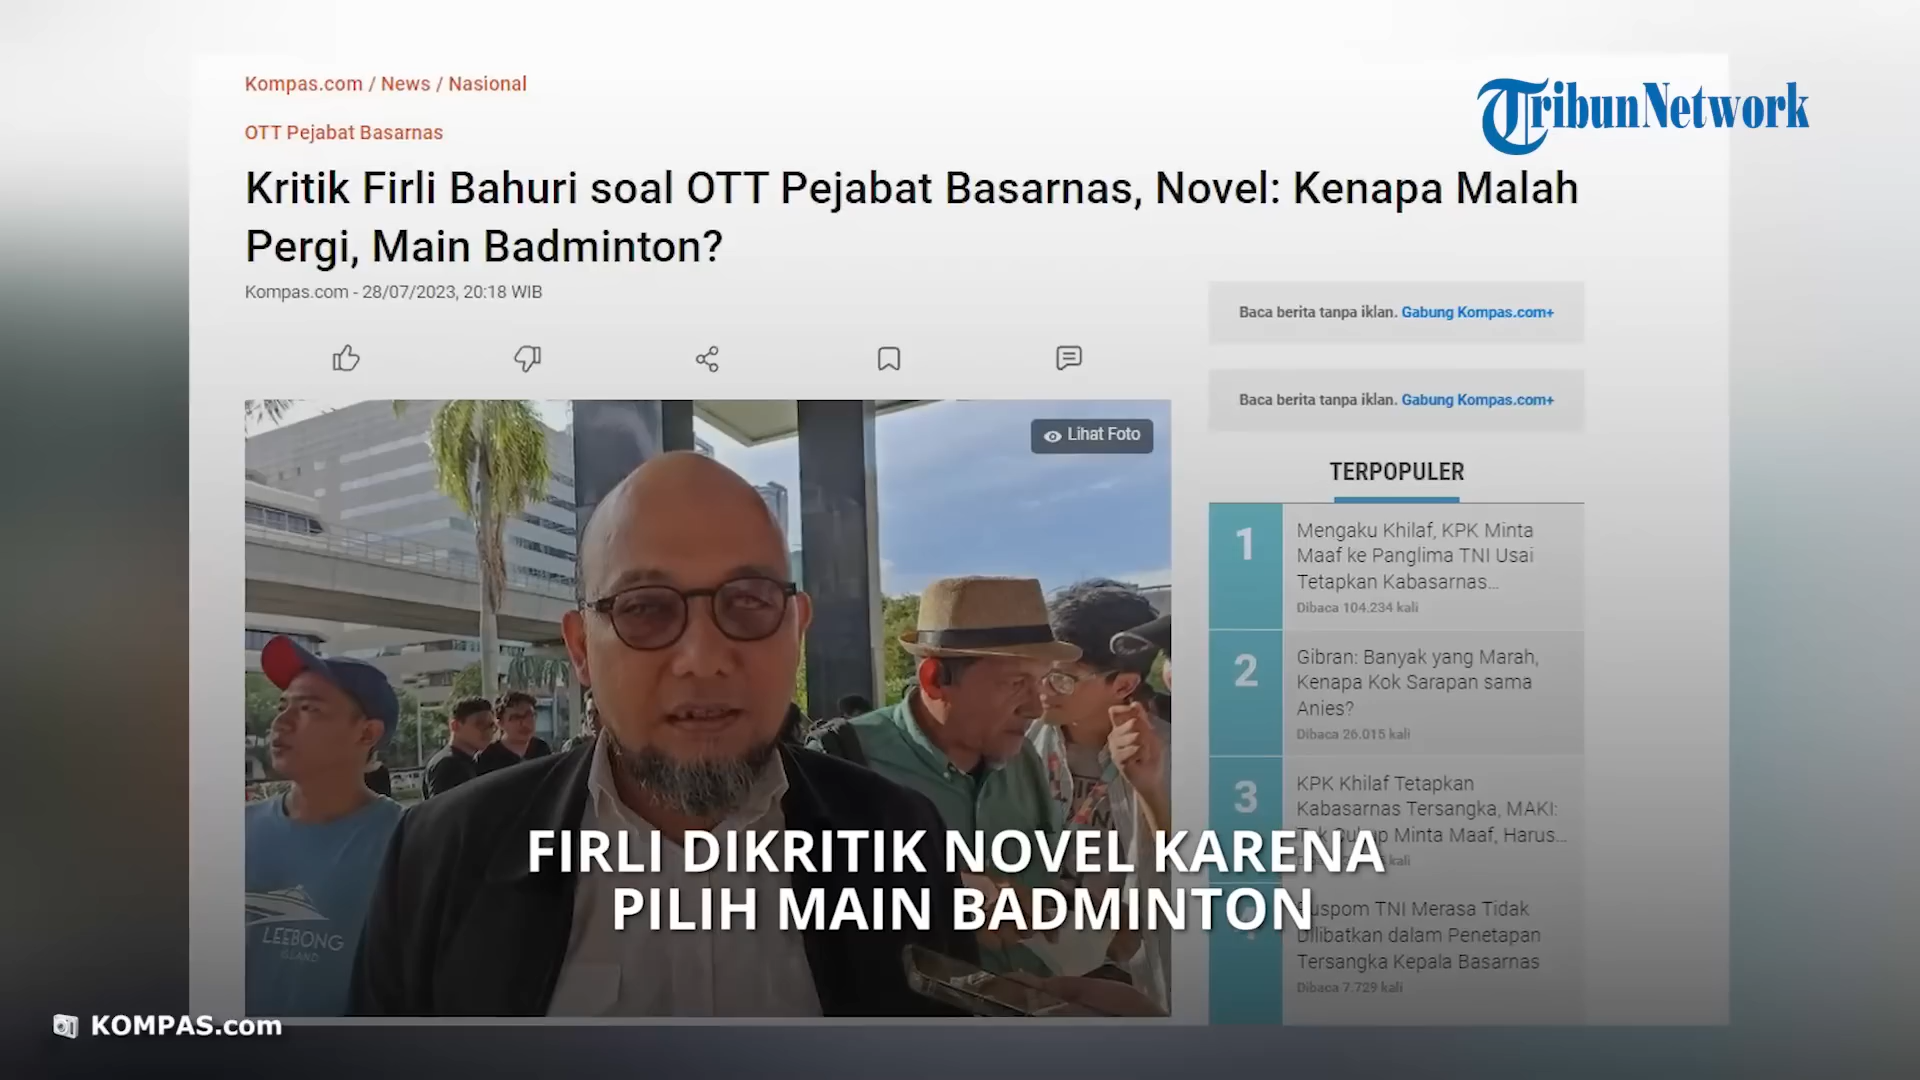 Kompas.com / News / Nasional
TribunNetwork
OTT Pejabat Basarnas
Kritik Firli Bahuri soal OTT Pejabat Basarnas, Novel: Kenapa Malah
Pergi, Main Badminton?
Kompas.com - 28/07/2023, 20:18 WIB
Baca berita tanpa iklan. Gabung Kompas.com+
Baca berita tanpa iklan. Gabung Kompas.com+
Lihat Foto
TERPOPULER
1
Mengaku Khilaf, KPK Minta
Maaf ke Panglima TNI Usai
Tetapkan Kabasarnas...
Dibaca 104.234 kali
2
Gibran: Banyak yang Marah,
Kenapa Kok Sarapan sama
Anies?
Dibaca 26.015 kali
3
KPK Khilaf Tetapkan
Kabasarnas Tersangka, MAKI:
Minta Maaf, Harus...
kali
TNI Merasa Tidak
Dilibatkan dalam Penetapan
Tersangka Kepala Basarnas
Dibaca 7.729 kali
FIRLI DIKRITIK NOVEL KARENA
PILIH MAIN BADMINTON
LEEBONG
ISLAND
KOMPAS.com